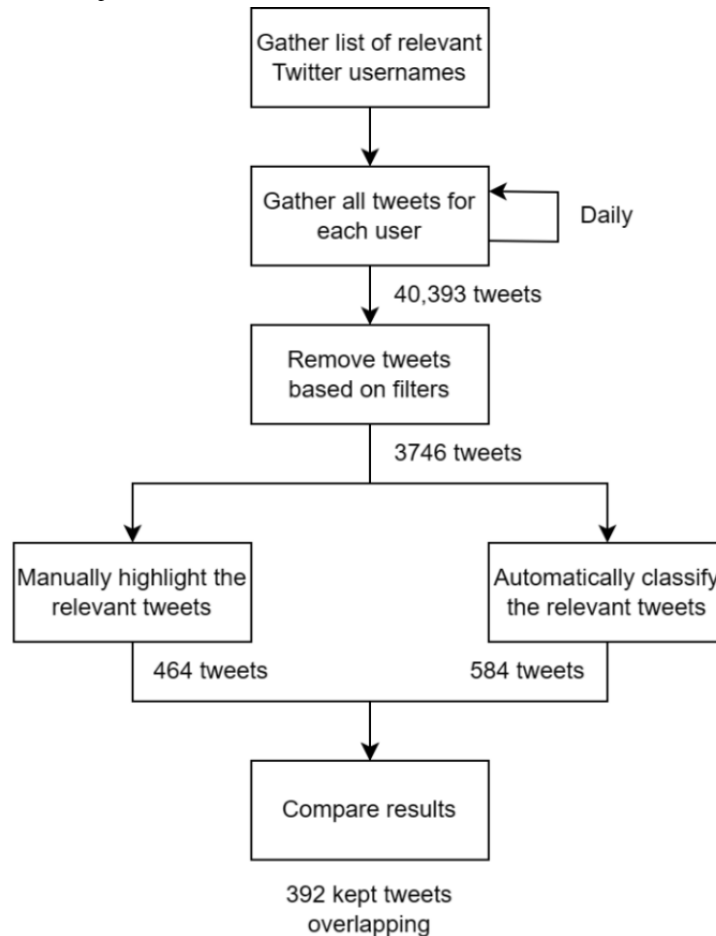 Gather list of relevant
Twitter usernames
Gather all tweets for
each user
Daily
40,393 tweets
Remove tweets
based on filters
3746 tweets
Manually highlight the
relevant tweets
Automatically classify
the relevant tweets
464 tweets
584 tweets
Compare results
392 kept tweets
overlapping